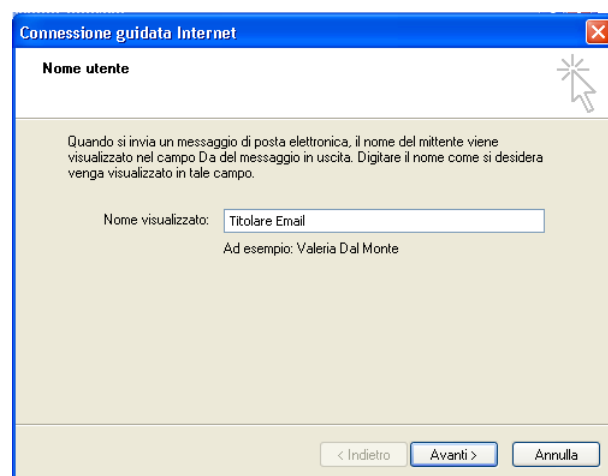 Connessione guidata Internet
Nome utente
Quando si invia un messaggio di posta elettronica, il nome del mittente viene
visualizzato nel campo Da del messaggio in uscita. Digitare il nome come si desidera
venga visualizzato in tale campo.
Nome visualizzato: Titolare Email
Ad esempio: Valeria Dal Monte
< Indietro Avanti > Annulla